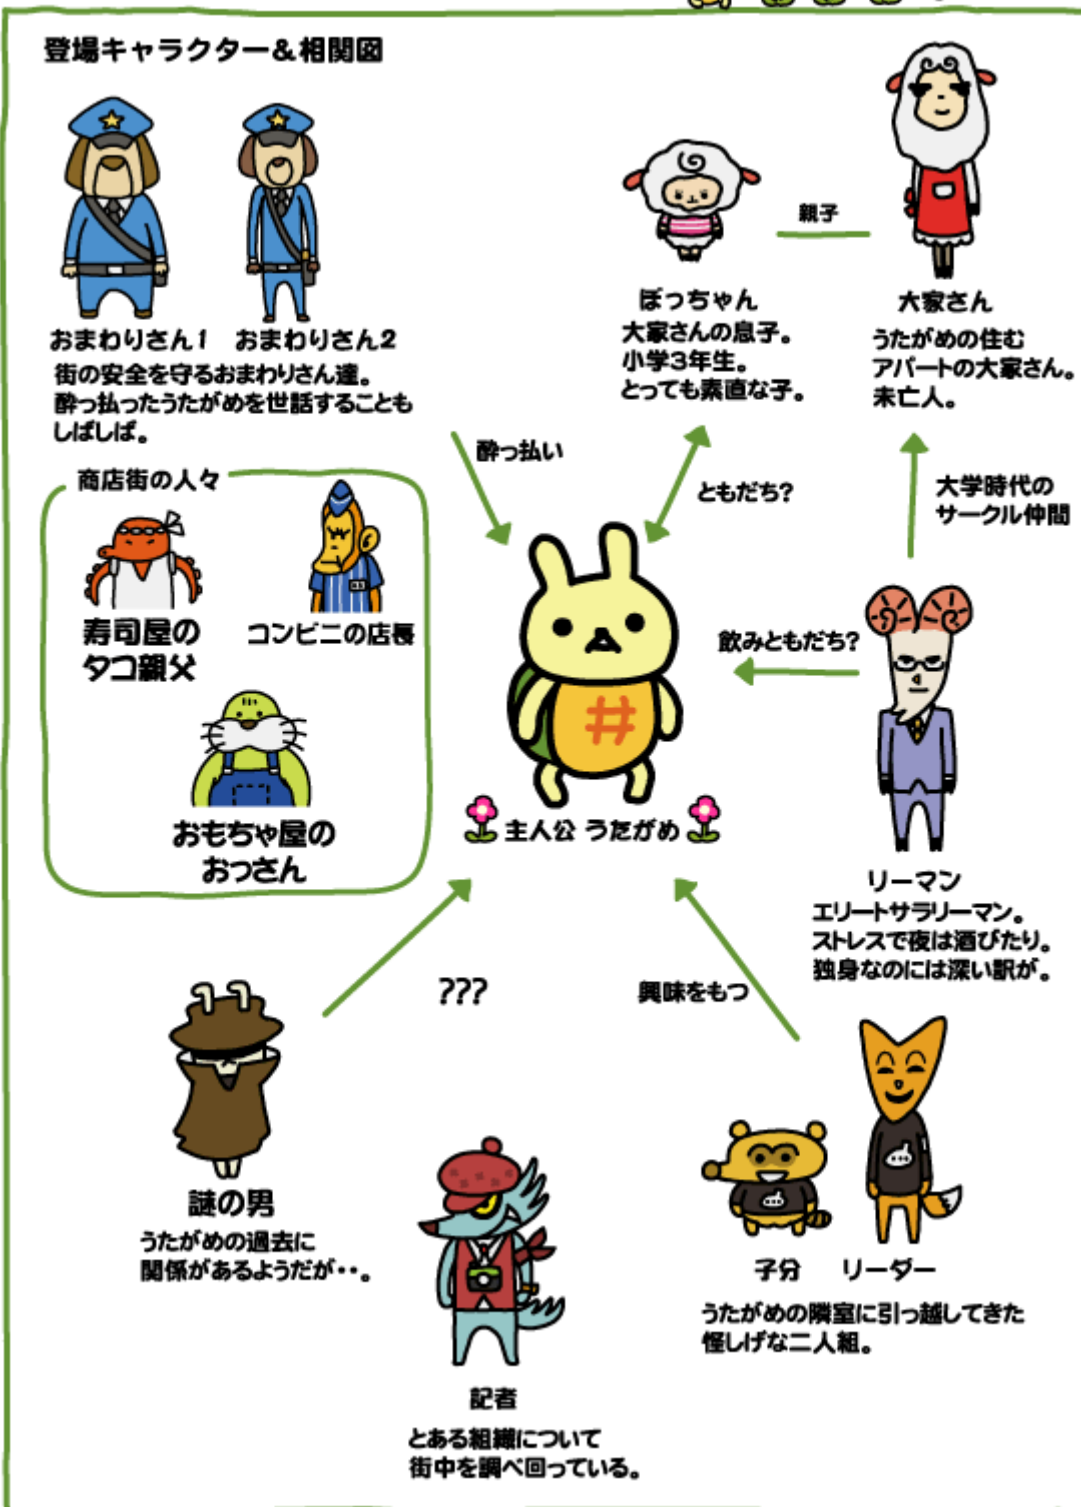 登場キャラクター&相関図
おまわりさん1
おまわりさん2
街の安全を守るおまわりさん達。
酔っ払ったうたがめを世話することも
しばしば。
ぼっちゃん
大家さんの息子。
小学3年生。
とっても素直な子。
親子
大家さん
うたがめの住む
アパートの大家さん。
未亡人。
酔っ払い
ともだち?
大学時代の
サークル仲間
商店街の人々
寿司屋の
タコ親父
コンビニの店長
おもちゃ屋の
おっさん
飲みともだち?
井
主人公 うたがめ
リーマン
エリートサラリーマン。
ストレスで夜は酒びたり。
独身なのには深い訳が。
???
興味をもつ
謎の男
うたがめの過去に
関係があるようだが・・。
子分
リーダー
うたがめの隣室に引っ越してきた
怪しげな二人組。
記者
とある組織について
街中を調べ回っている。